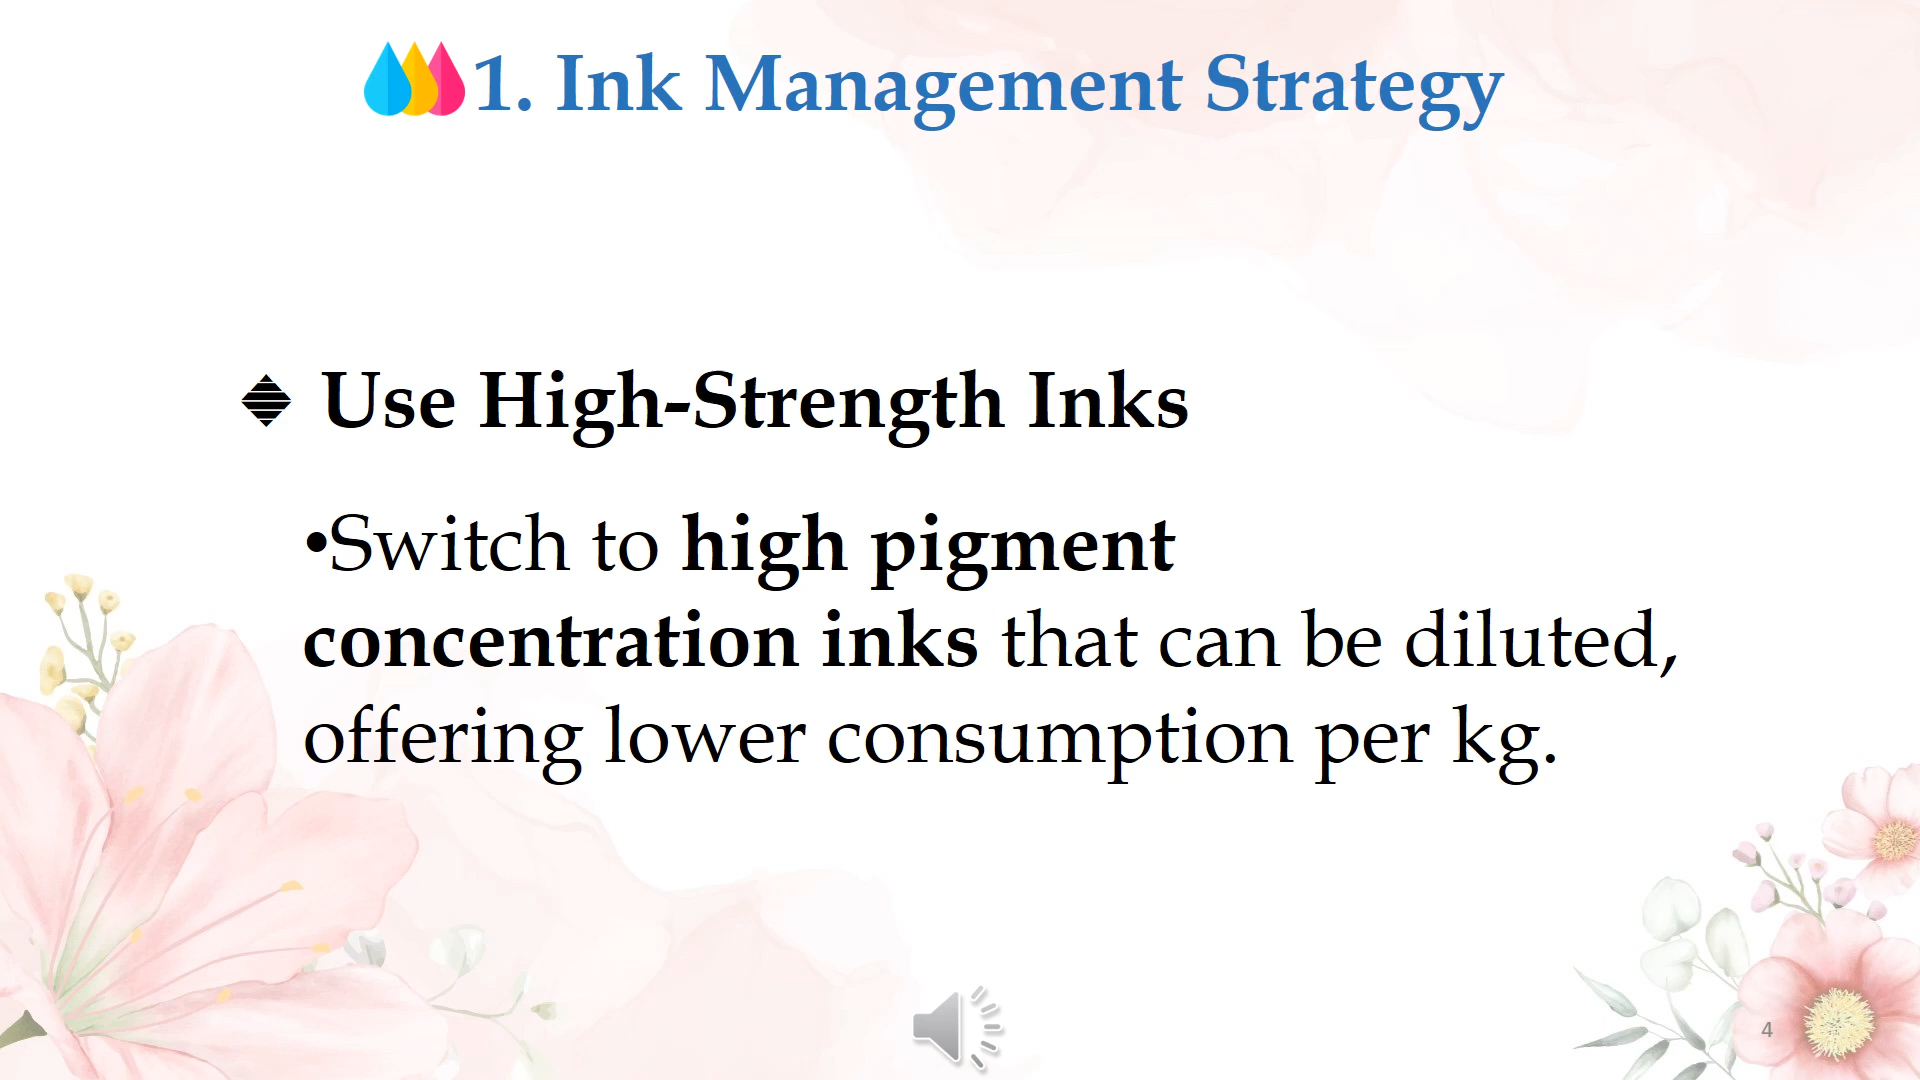 1. Ink Management Strategy
❖ Use High-Strength Inks
•Switch to high pigment
concentration inks that can be diluted,
offering lower consumption per kg.
4